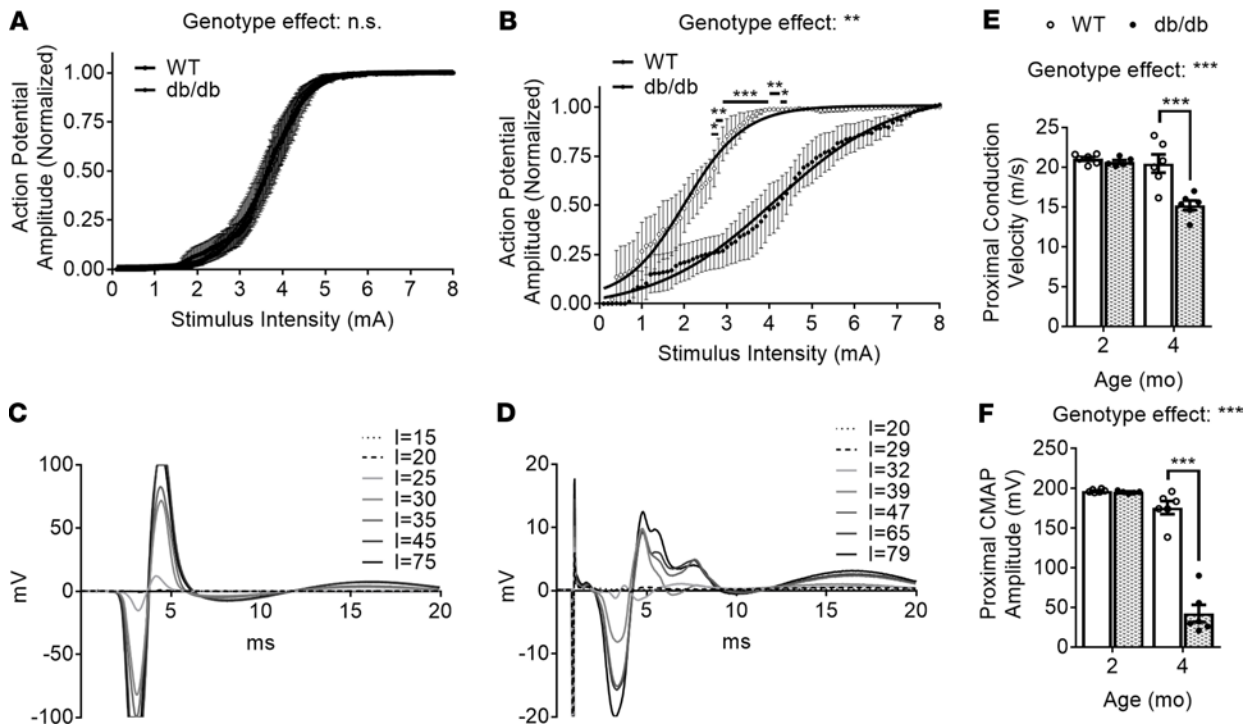 A
Genotype effect: n.s.
WT
db/db
Action Potential
Amplitude (Normalized)
1.00
0.75
0.50
0.25
0.00
0 1 2 3 4 5 6 7 8
Stimulus Intensity (mA)
B
Genotype effect: **
WT
db/db
Action Potential
Amplitude (Normalized)
1.00
0.75
0.50
0.25
0.00
** *** ** *
*
0 1 2 3 4 5 6 7 8
Stimulus Intensity (mA)
E
WT db/db
Genotype effect: ***
***
Proximal Conduction
Velocity (m/s)
25
20
15
10
5
0
2 4
Age (mo)
C
I=15
I=20
I=25
I=30
I=35
I=45
I=75
mV
100
50
0
-50
-100
5 10 15 20
ms
D
I=20
I=29
I=32
I=39
I=47
I=65
I=79
mV
20
10
0
-10
-20
5 10 15 20
ms
F
Genotype effect: ***
***
Proximal CMAP
Amplitude (mV)
250
200
150
100
50
0
2 4
Age (mo)